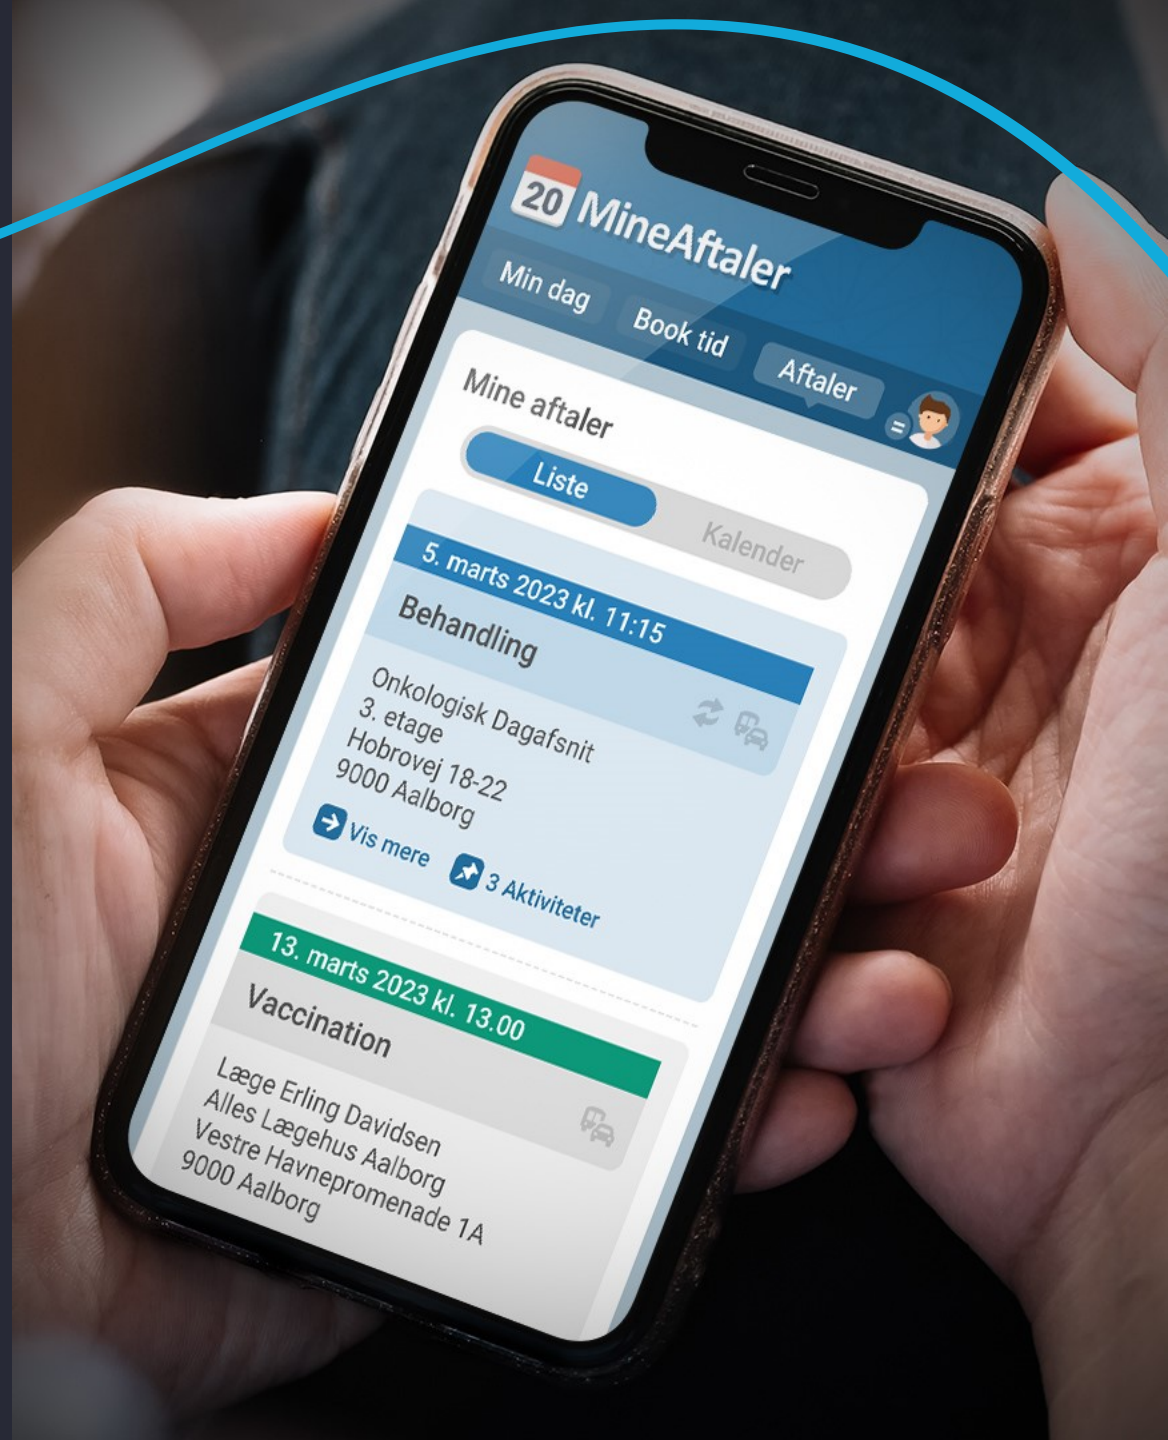 20 MineAftaler
Min dag
Book tid
Aftaler
Mine aftaler
Liste
Kalender
5. marts 2023 kl. 11:15
Behandling
Onkologisk Dagafsnit
3. etage
Hobrovej 18-22
9000 Aalborg
Vis mere
3 Aktiviteter
13. marts 2023 kl. 13.00
Vaccination
Læge Erling Davidsen
Alles Lægehus Aalborg
Vestre Havnepromenade 1A
9000 Aalborg